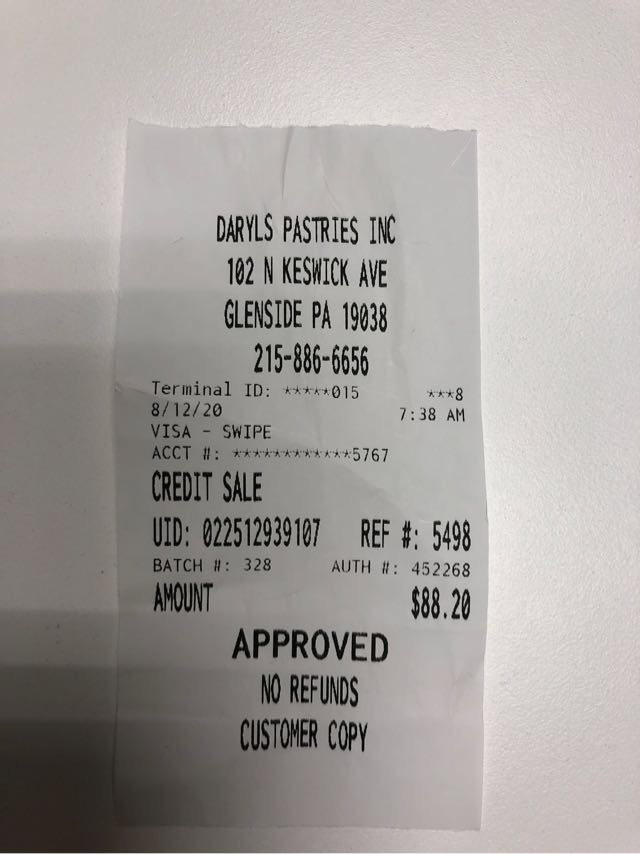 DARYLS PASTRIES INC
102 N KESWICK AVE
GLENSIDE PA 19038
215-886-6656
Terminal ID: *****015 ***8
8/12/20 7:38 AM
VISA - SWIPE
ACCT #: ************5767
CREDIT SALE
UID: 022512939107 REF #: 5498
BATCH #: 328 AUTH #: 452268
AMOUNT $88.20
APPROVED
NO REFUNDS
CUSTOMER COPY